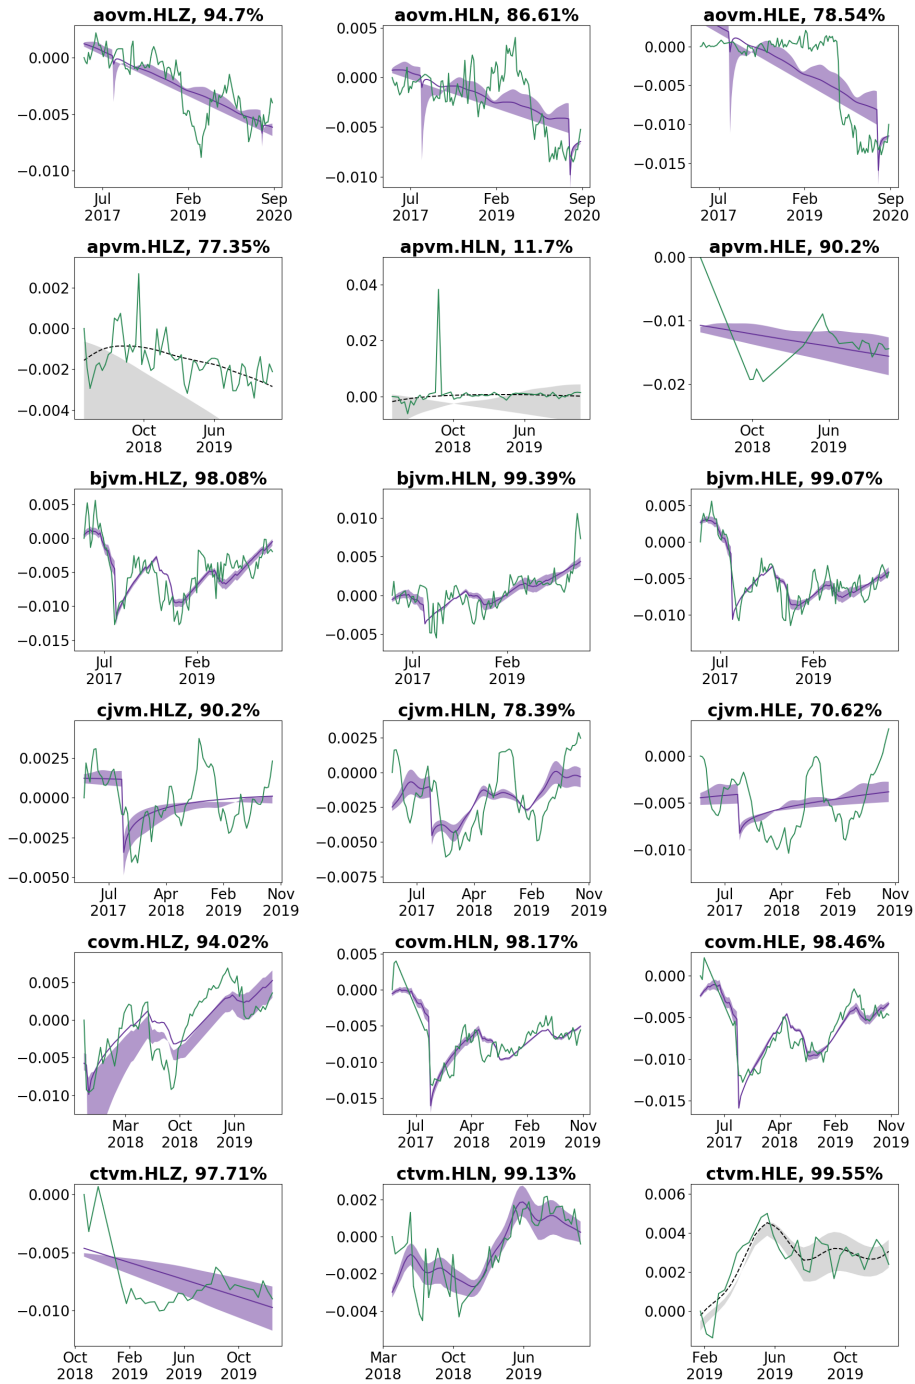 aovm.HLZ, 94.7%
0.000
−0.005
−0.010
Jul
2017
Feb
2019
Sep
2020
aovm.HLN, 86.61%
0.005
0.000
−0.005
−0.010
Jul
2017
Feb
2019
Sep
2020
aovm.HLE, 78.54%
0.000
−0.005
−0.010
−0.015
Jul
2017
Feb
2019
Sep
2020
apvm.HLZ, 77.35%
0.002
0.000
−0.002
−0.004
Oct
2018
Jun
2019
apvm.HLN, 11.7%
0.04
0.02
0.00
Oct
2018
Jun
2019
apvm.HLE, 90.2%
0.00
−0.01
−0.02
Oct
2018
Jun
2019
bjvm.HLZ, 98.08%
0.005
0.000
−0.005
−0.010
−0.015
Jul
2017
Feb
2019
bjvm.HLN, 99.39%
0.010
0.005
0.000
−0.005
Jul
2017
Feb
2019
bjvm.HLE, 99.07%
0.005
0.000
−0.005
−0.010
Jul
2017
Feb
2019
cjvm.HLZ, 90.2%
0.0025
0.0000
−0.0025
−0.0050
Jul
2017
Apr
2018
Feb
2019
Nov
2019
cjvm.HLN, 78.39%
0.0025
0.0000
−0.0025
−0.0050
−0.0075
Jul
2017
Apr
2018
Feb
2019
Nov
2019
cjvm.HLE, 70.62%
0.000
−0.005
−0.010
Jul
2017
Apr
2018
Feb
2019
Nov
2019
covm.HLZ, 94.02%
0.005
0.000
−0.005
−0.010
Mar
2018
Oct
2018
Jun
2019
covm.HLN, 98.17%
0.005
0.000
−0.005
−0.010
−0.015
Jul
2017
Apr
2018
Feb
2019
Nov
2019
covm.HLE, 98.46%
0.000
−0.005
−0.010
−0.015
Jul
2017
Apr
2018
Feb
2019
Nov
2019
ctvm.HLZ, 97.71%
0.000
−0.005
−0.010
Oct
2018
Feb
2019
Jun
2019
Oct
2019
ctvm.HLN, 99.13%
0.002
0.000
−0.002
−0.004
Mar
2018
Oct
2018
Jun
2019
ctvm.HLE, 99.55%
0.006
0.004
0.002
0.000
Feb
2019
Jun
2019
Oct
2019